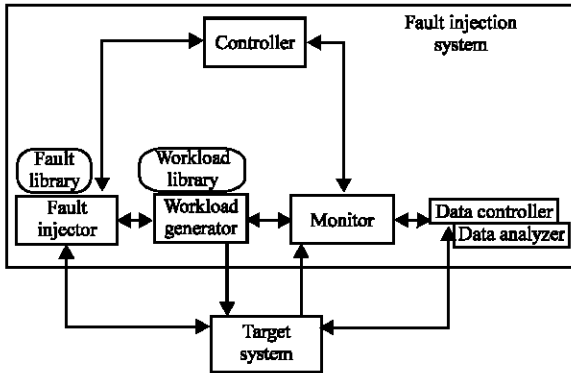 Fault injection
system
Controller
Fault
library
Workload
library
Fault
injector
Workload
generator
Monitor
Data controller
Data analyzer
Target
system